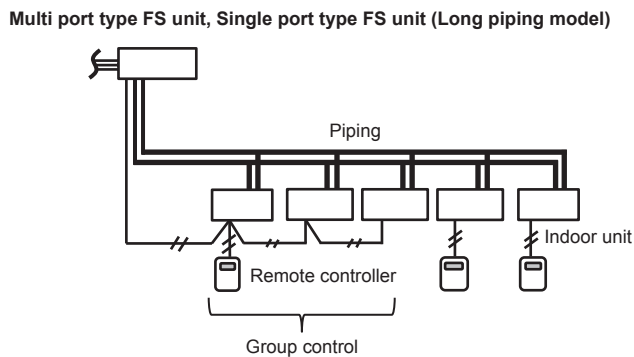 Multi port type FS unit, Single port type FS unit (Long piping model)
Piping
Indoor unit
Remote controller
Group control